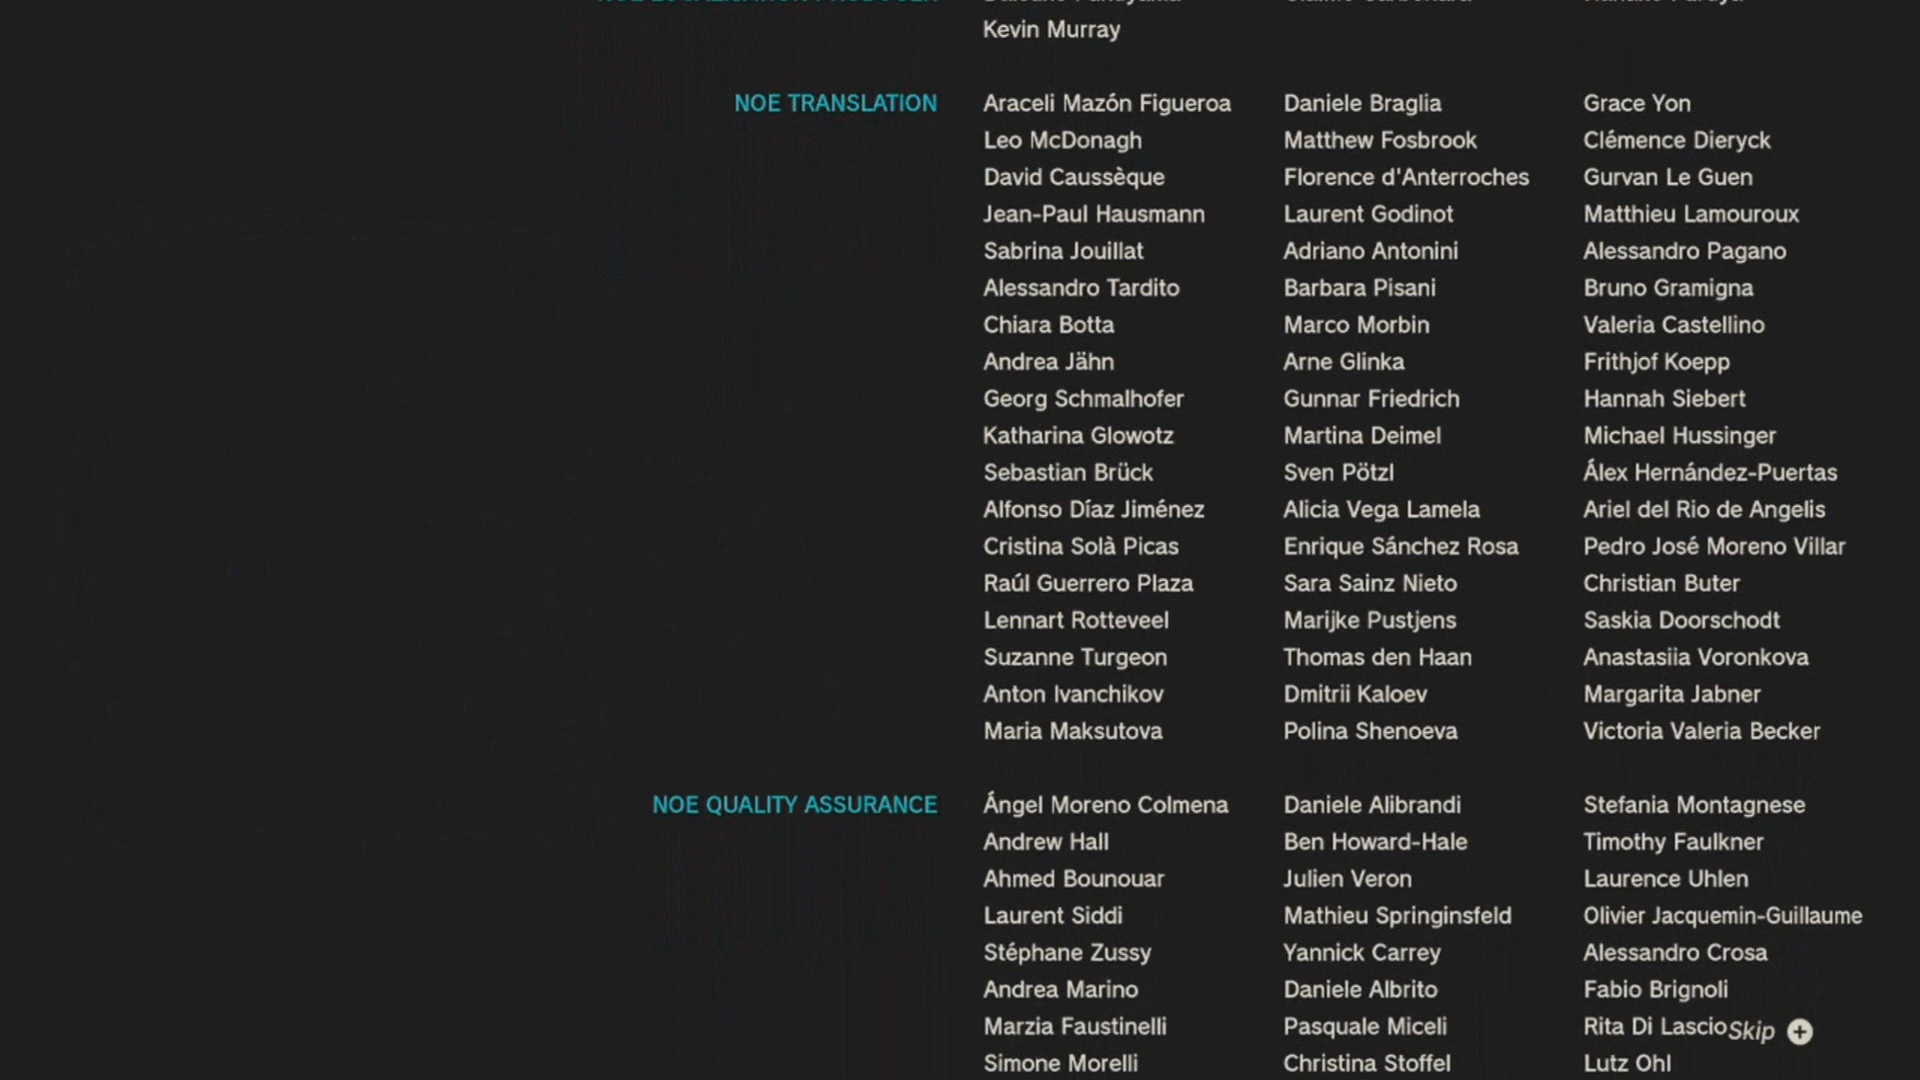 Kevin Murray
NOE TRANSLATION Araceli Mazón Figueroa Daniele Braglia Grace Yon
Leo McDonagh Matthew Fosbrook Clémence Dieryck
David Caussèque Florence d'Anterroches Gurvan Le Guen
Jean-Paul Hausmann Laurent Godinot Matthieu Lamouroux
Sabrina Jouillat Adriano Antonini Alessandro Pagano
Alessandro Tardito Barbara Pisani Bruno Gramigna
Chiara Botta Marco Morbin Valeria Castellino
Andrea Jähn Arne Glinka Frithjof Koepp
Georg Schmalhofer Gunnar Friedrich Hannah Siebert
Katharina Glowotz Martina Deimel Michael Hussinger
Sebastian Brück Sven Pötzl Álex Hernández-Puertas
Alfonso Díaz Jiménez Alicia Vega Lamela Ariel del Rio de Angelis
Cristina Solà Picas Enrique Sánchez Rosa Pedro José Moreno Villar
Raúl Guerrero Plaza Sara Sainz Nieto Christian Buter
Lennart Rotteveel Marijke Pustjens Saskia Doorschodt
Suzanne Turgeon Thomas den Haan Anastasiia Voronkova
Anton Ivanchikov Dmitrii Kaloev Margarita Jabner
Maria Maksutova Polina Shenoeva Victoria Valeria Becker
NOE QUALITY ASSURANCE Ángel Moreno Colmena Daniele Alibrandi Stefania Montagnese
Andrew Hall Ben Howard-Hale Timothy Faulkner
Ahmed Bounouar Julien Veron Laurence Uhlen
Laurent Siddi Mathieu Springinsfeld Olivier Jacquemin-Guillaume
Stéphane Zussy Yannick Carrey Alessandro Crosa
Andrea Marino Daniele Albrito Fabio Brignoli
Marzia Faustinelli Pasquale Miceli Rita Di Lascio Skip
Simone Morelli Christina Stoffel Lutz Ohl